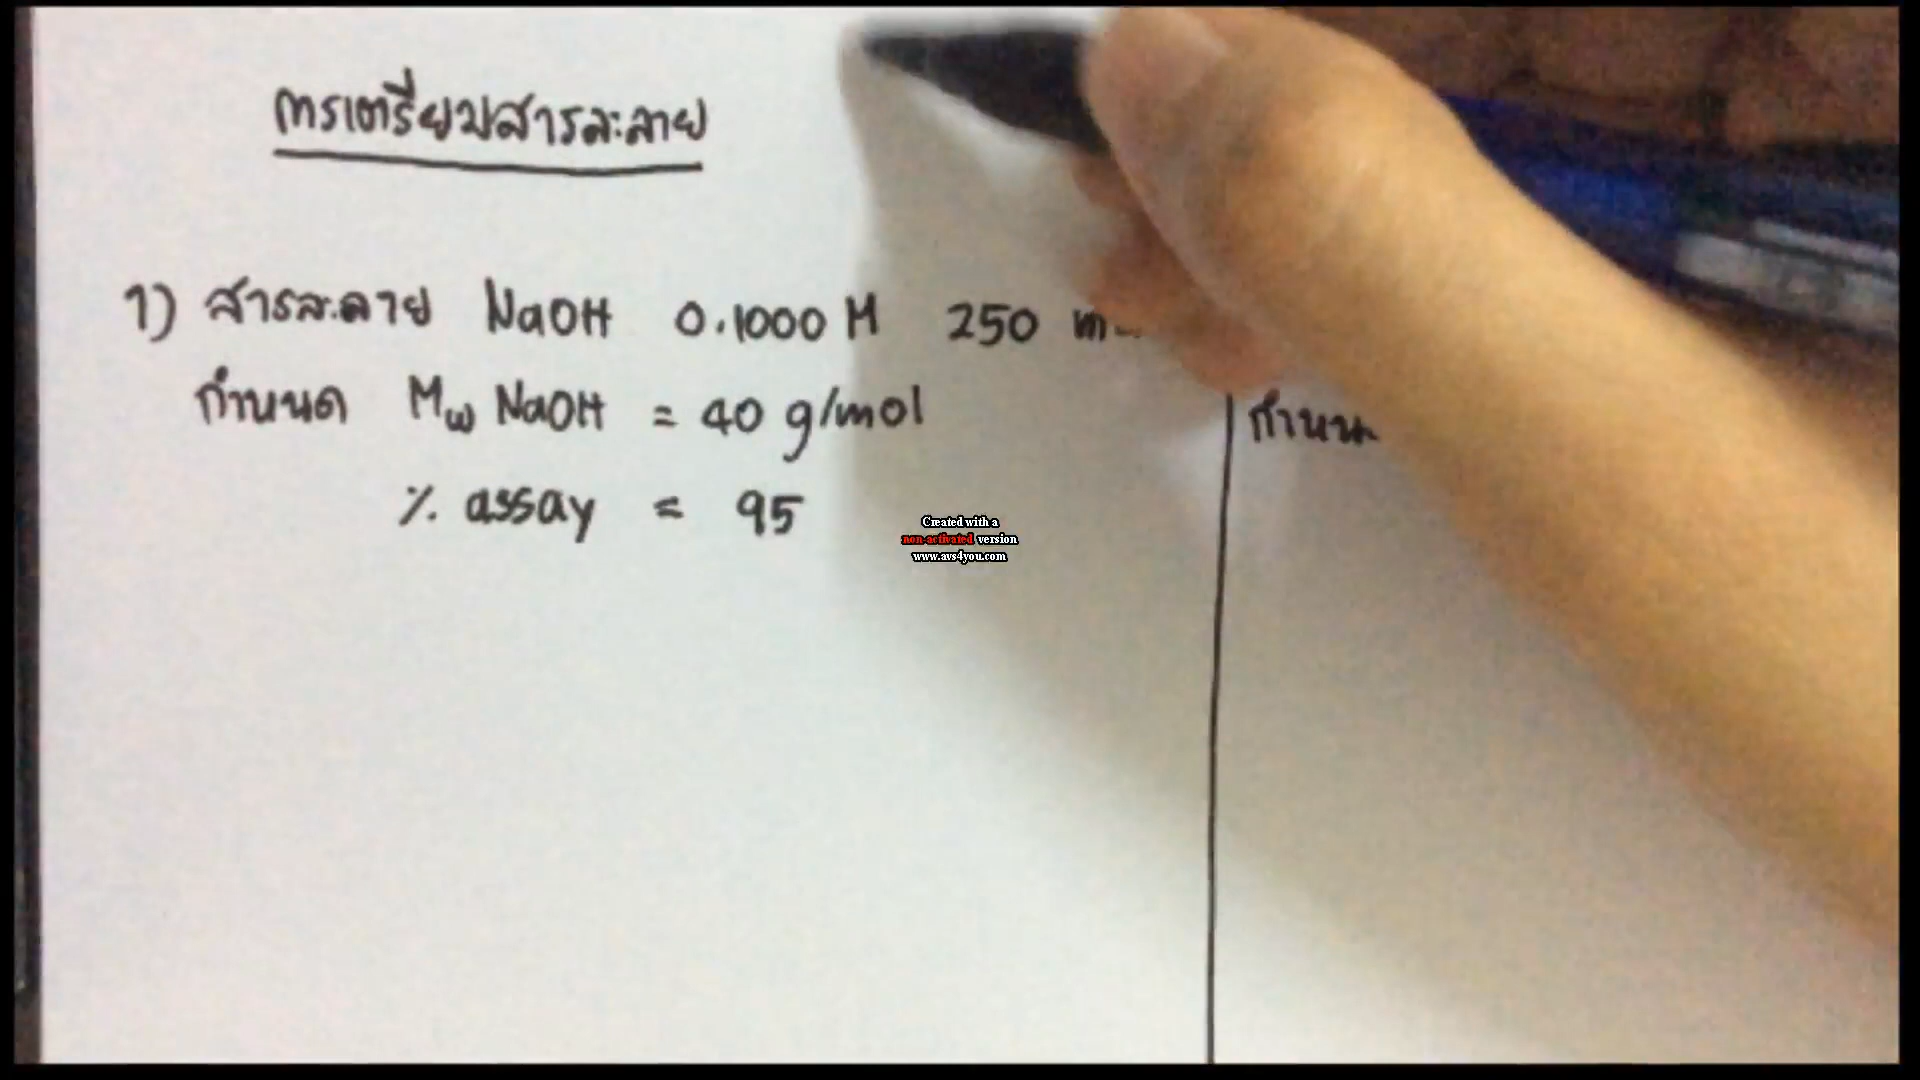 การเตรียมสารละลาย
1) สารละลาย NaOH 0.1000 M 250
กำหนด Mw NaOH = 40 g/mol
% assay = 95
Created with a
non-activated version
www.avs4you.com